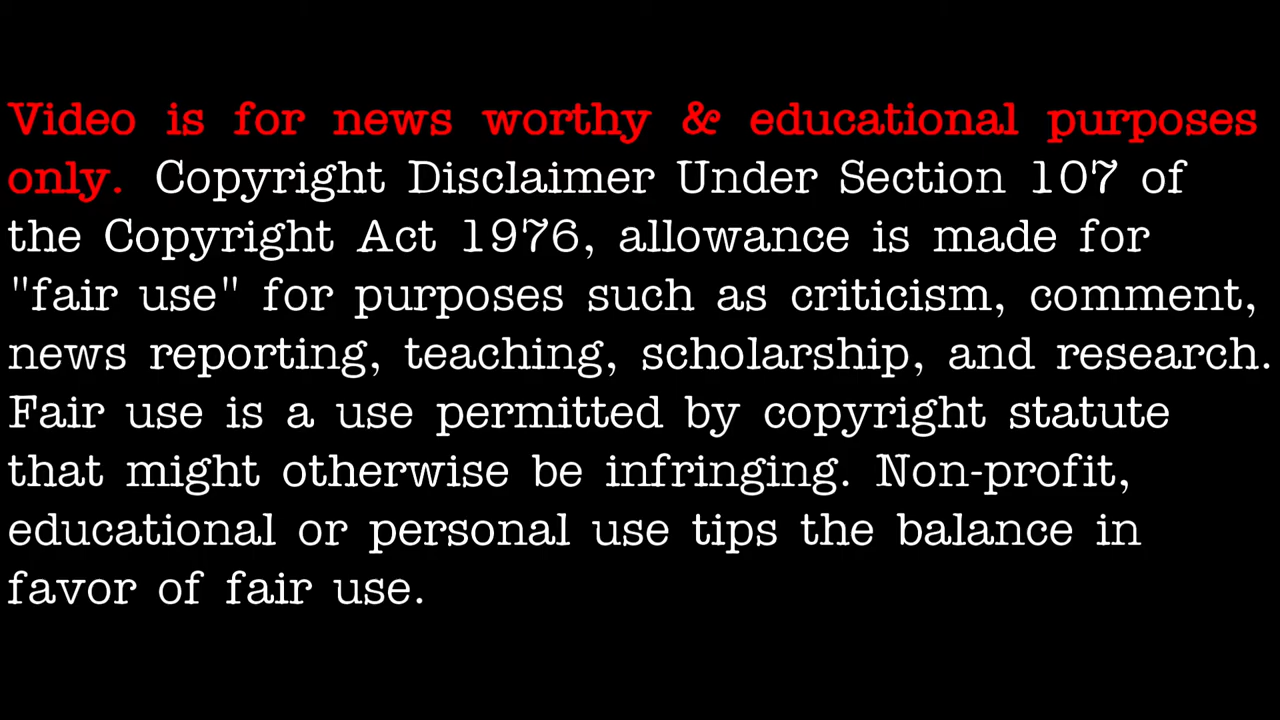 Video is for news worthy & educational purposes
only. Copyright Disclaimer Under Section 107 of
the Copyright Act 1976, allowance is made for
"fair use" for purposes such as criticism, comment,
news reporting, teaching, scholarship, and research.
Fair use is a use permitted by copyright statute
that might otherwise be infringing. Non-profit,
educational or personal use tips the balance in
favor of fair use.